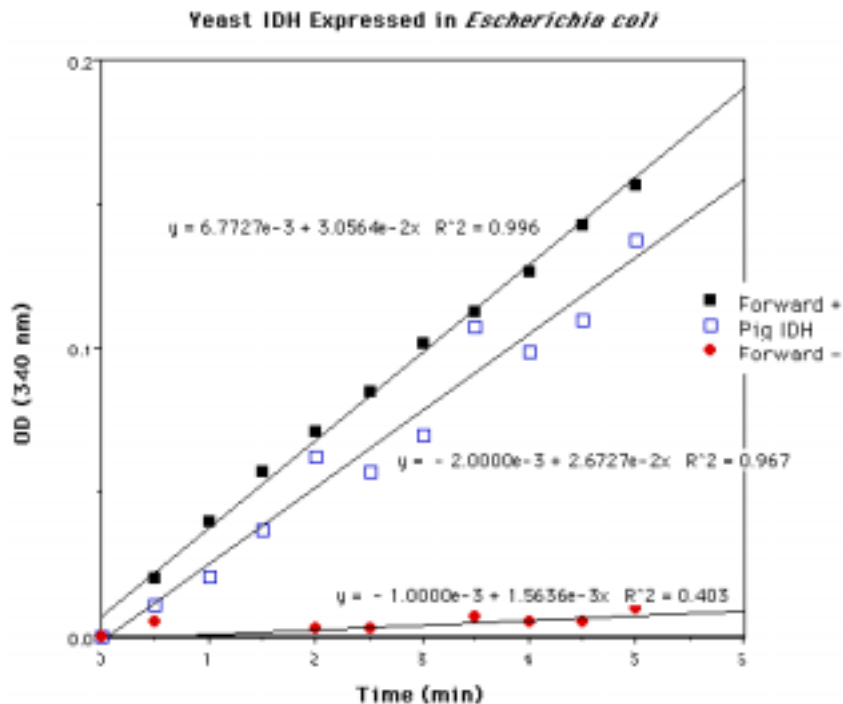 Yeast IDH Expressed in Escherichia coli
0.2
y = 6.7727e-3 + 3.0564e-2x R^2 = 0.996
Forward +
Pig IDH
Forward -
0.1
OD (340 nm)
y = - 2.0000e-3 + 2.6727e-2x R^2 = 0.967
y = - 1.0000e-3 + 1.5636e-3x R^2 = 0.403
0.0
0 1 2 3 4 5 6
Time (min)